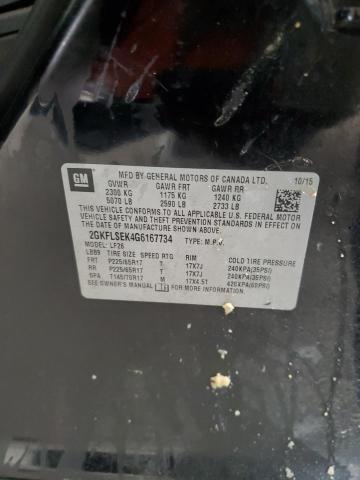 GM
MFD BY GENERAL MOTORS OF CANADA LTD. 10/15
GVWR GAWR FRT GAWR RR
2300 KG 1175 KG 1240 KG
5070 LB 2590 LB 2733 LB
THIS VEHICLE CONFORMS TO ALL APPLICABLE U.S. FEDERAL
MOTOR VEHICLE SAFETY, BUMPER, AND THEFT PREVENTION
STANDARDS IN EFFECT ON
THE DATE OF MANUFACTURE SHOWN ABOVE.
2GKFLSEK4G6167734 TYPE: M.P.V.
MODEL: LF26
LBB9 TIRE SIZE SPEED RTG RIM COLD TIRE PRESSURE
FRT P225/65R17 T 17X7J 240KPA(35PSI)
RR P225/65R17 T 17X7J 240KPA(35PSI)
SPA T145/70R17 M 17X4.5T 420KPA(60PSI)
SEE OWNER'S MANUAL FOR MORE INFORMATION.